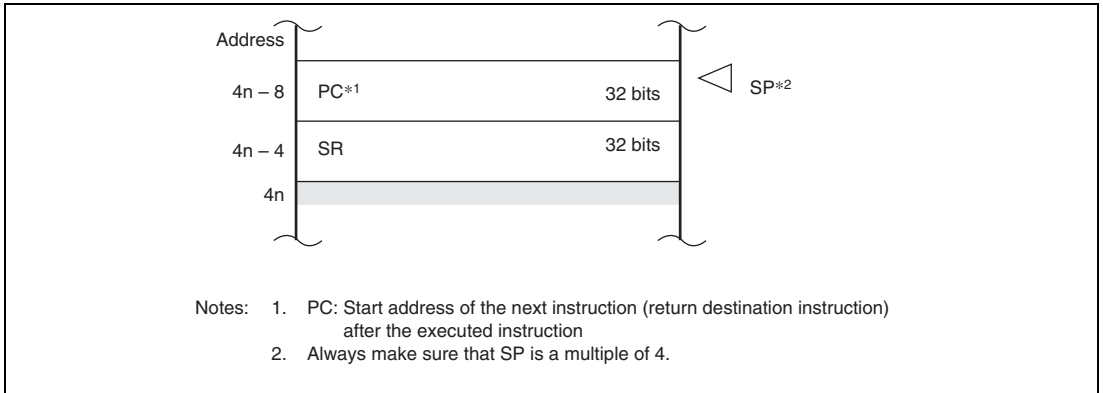 Address
4n – 8 PC*1 32 bits SP*2
4n – 4 SR 32 bits
4n
Notes: 1. PC: Start address of the next instruction (return destination instruction)
after the executed instruction
2. Always make sure that SP is a multiple of 4.